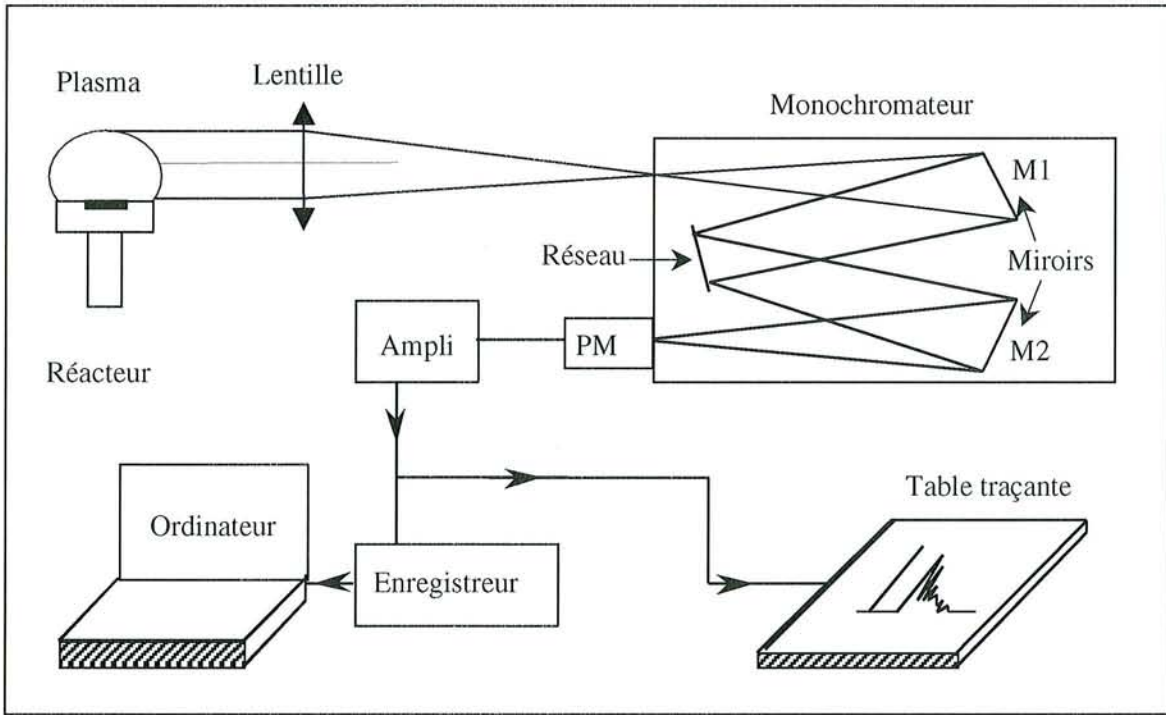 Plasma
Lentille
Monochromateur
M1
Réseau
Miroirs
M2
Ampli
PM
Réacteur
Table traçante
Ordinateur
Enregistreur